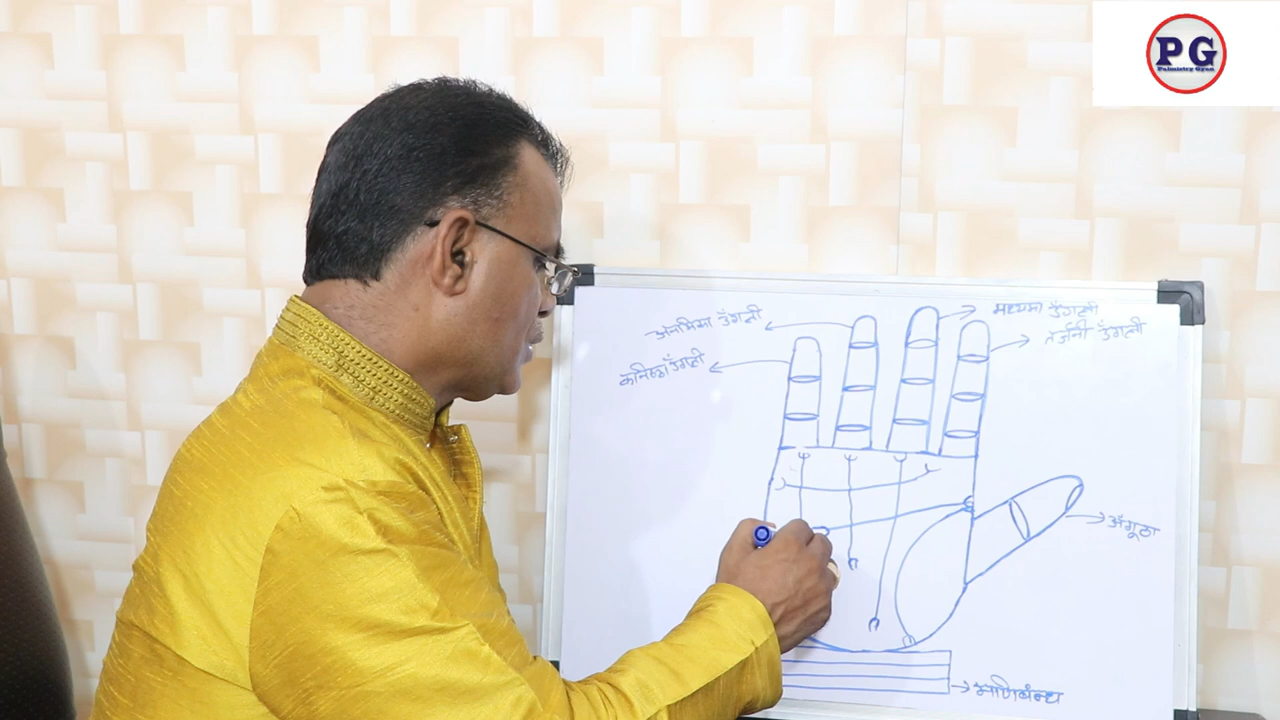 PG
Palmistry Gyan
अनामिका उँगली
मध्यमा उँगली
तर्जनी उँगली
कनिष्ठा उँगली
अँगूठा
मणिबंन्ध